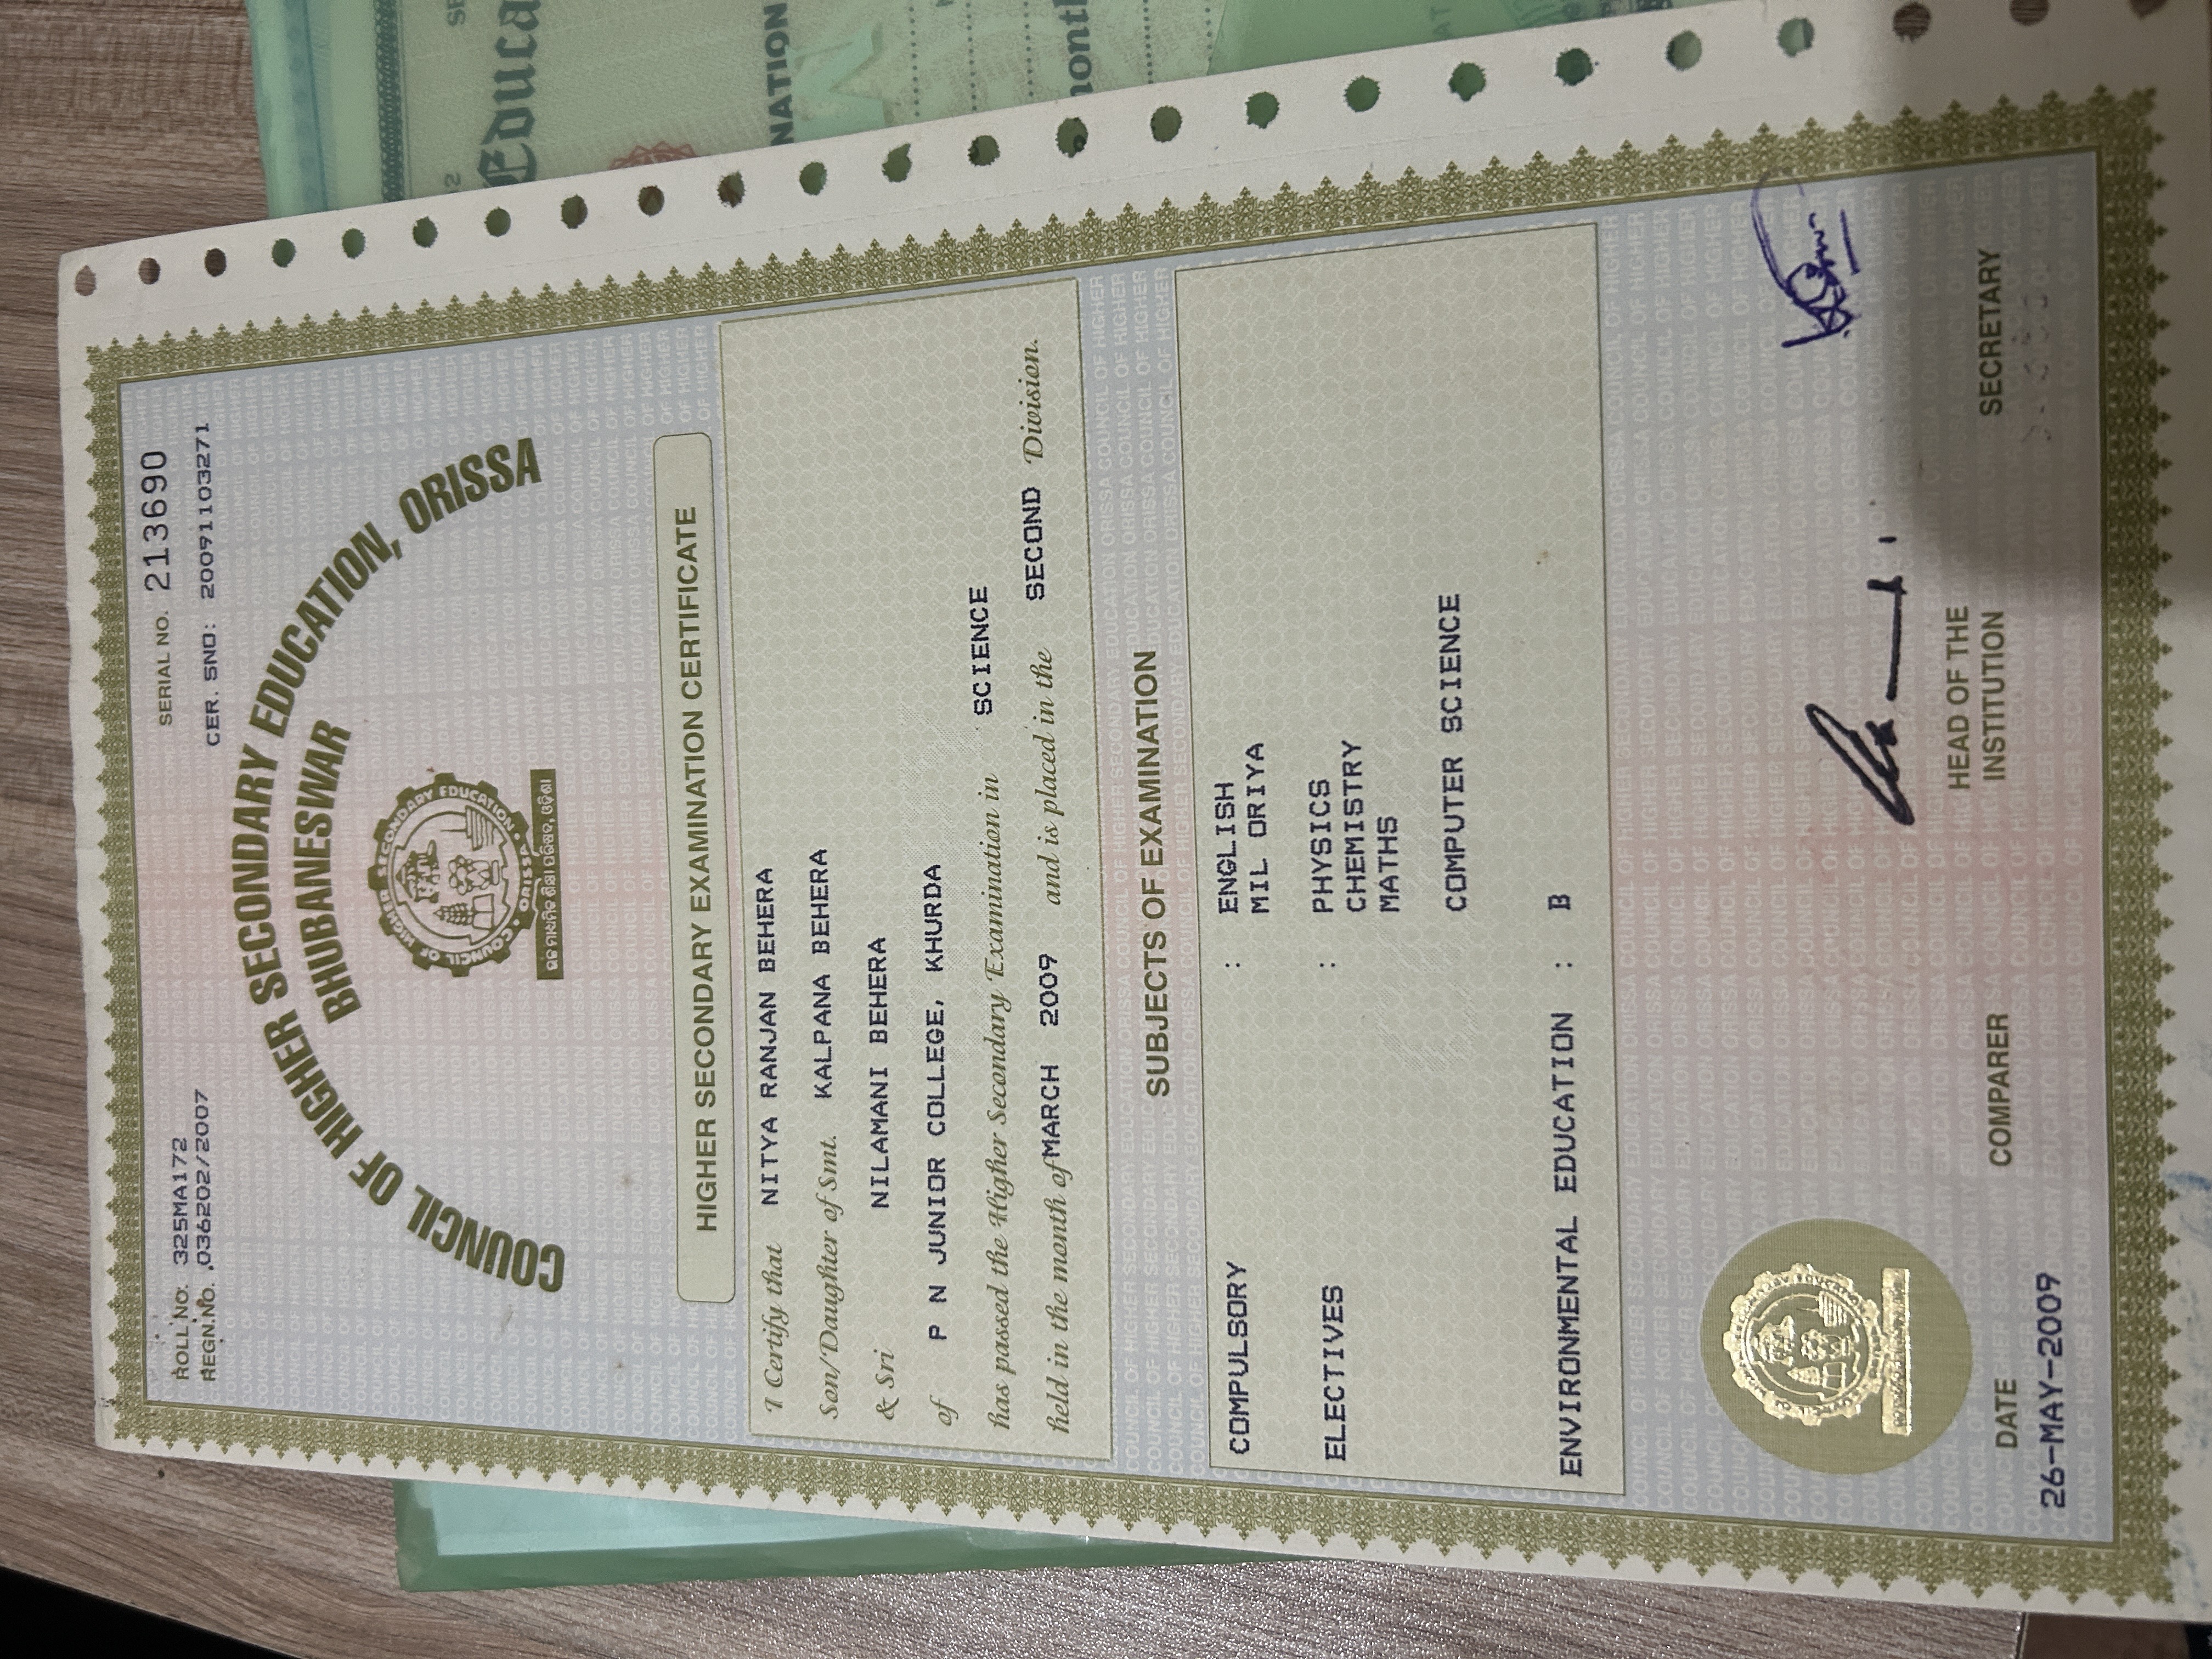 ROLL NO. 325MA172
SERIAL NO. 213690
REGN.NO. 036202/2007
CER. SNO: 20091103271
COUNCIL OF HIGHER SECONDARY EDUCATION, ORISSA
BHUBANESWAR
COUNCIL OF HIGHER SECONDARY EDUCATION
ORISSA
ଉଚ୍ଚ ମାଧ୍ୟମିକ ଶିକ୍ଷା ପରିଷଦ, ଓଡ଼ିଶା
HIGHER SECONDARY EXAMINATION CERTIFICATE
I Certify that NITYA RANJAN BEHERA
Son/Daughter of Smt. KALPANA BEHERA
& Sri NILAMANI BEHERA
of P N JUNIOR COLLEGE, KHURDA
has passed the Higher Secondary Examination in SCIENCE
held in the month of MARCH 2009 and is placed in the SECOND Division.
SUBJECTS OF EXAMINATION
COMPULSORY : ENGLISH
MIL ORIYA
ELECTIVES : PHYSICS
CHEMISTRY
MATHS
COMPUTER SCIENCE
ENVIRONMENTAL EDUCATION : B
DATE
26-MAY-2009
COMPARER
HEAD OF THE
INSTITUTION
SECRETARY
Educa
NATION
month